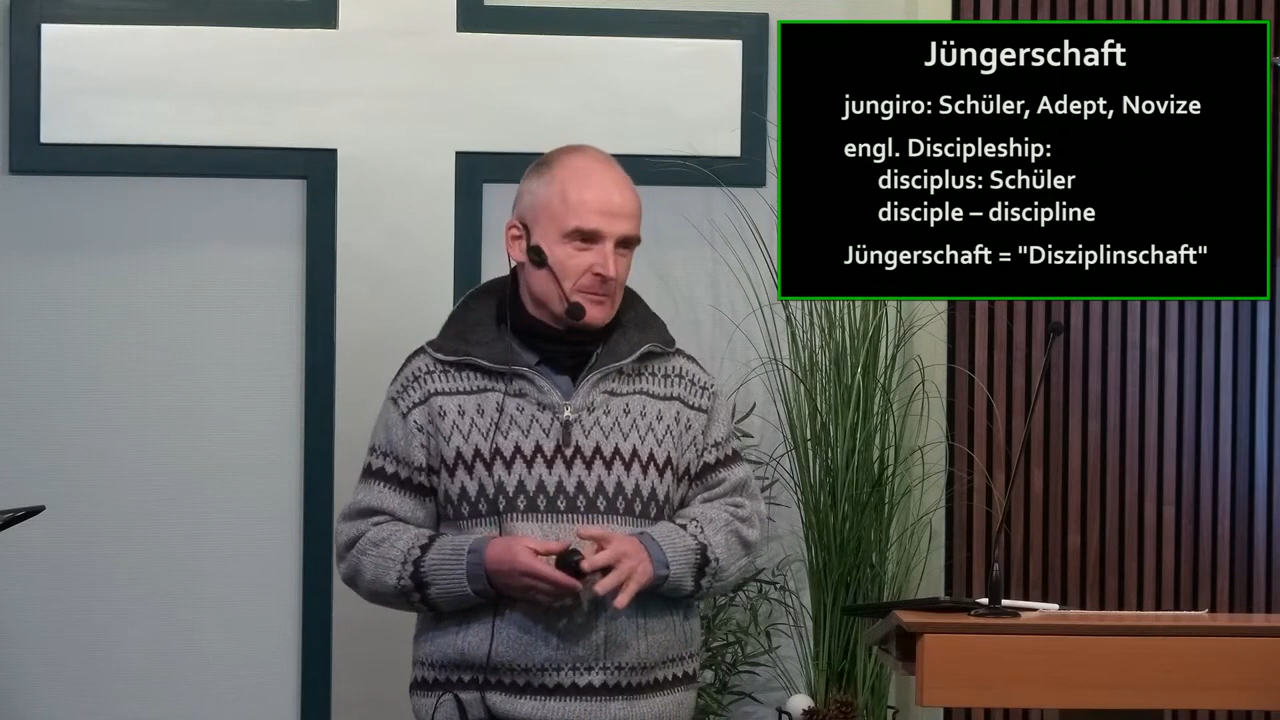 Jüngerschaft
jungiro: Schüler, Adept, Novize
engl. Discipleship:
disciplus: Schüler
disciple – discipline
Jüngerschaft = "Disziplinschaft"